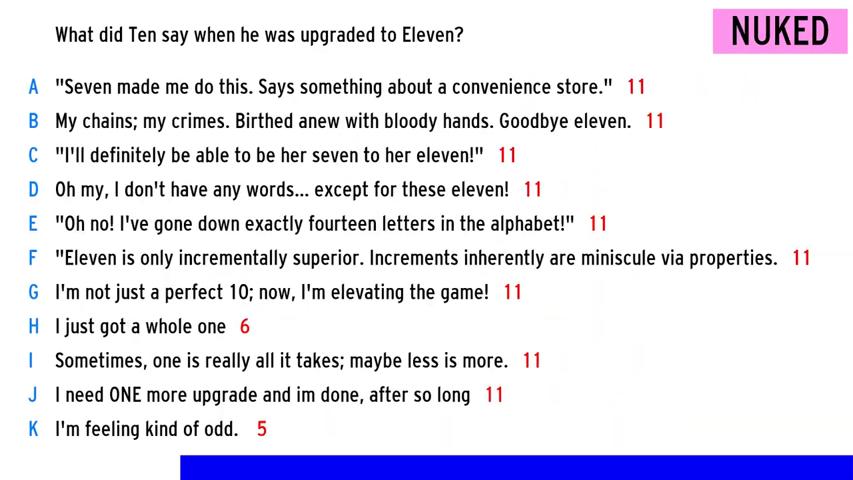 What did Ten say when he was upgraded to Eleven?
NUKED
A "Seven made me do this. Says something about a convenience store." 11
B My chains; my crimes. Birthed anew with bloody hands. Goodbye eleven. 11
C "I'll definitely be able to be her seven to her eleven!" 11
D Oh my, I don't have any words... except for these eleven! 11
E "Oh no! I've gone down exactly fourteen letters in the alphabet!" 11
F "Eleven is only incrementally superior. Increments inherently are miniscule via properties. 11
G I'm not just a perfect 10; now, I'm elevating the game! 11
H I just got a whole one 6
I Sometimes, one is really all it takes; maybe less is more. 11
J I need ONE more upgrade and im done, after so long 11
K I'm feeling kind of odd. 5